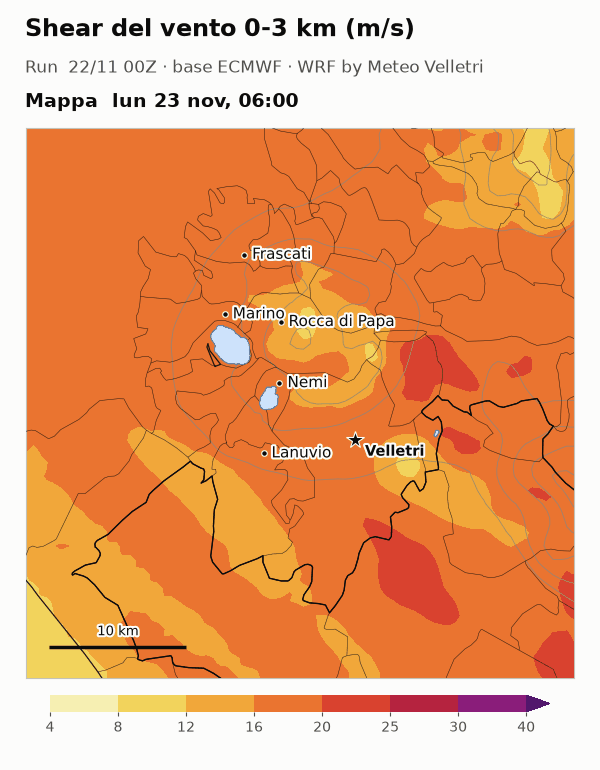 Shear del vento 0-3 km (m/s)
Run  22/11 00Z · base ECMWF · WRF by Meteo Velletri
Mappa  lun 23 nov, 06:00
Frascati
Marino
Rocca di Papa
Nemi
Velletri
Lanuvio
10 km
4 8 12 16 20 25 30 40